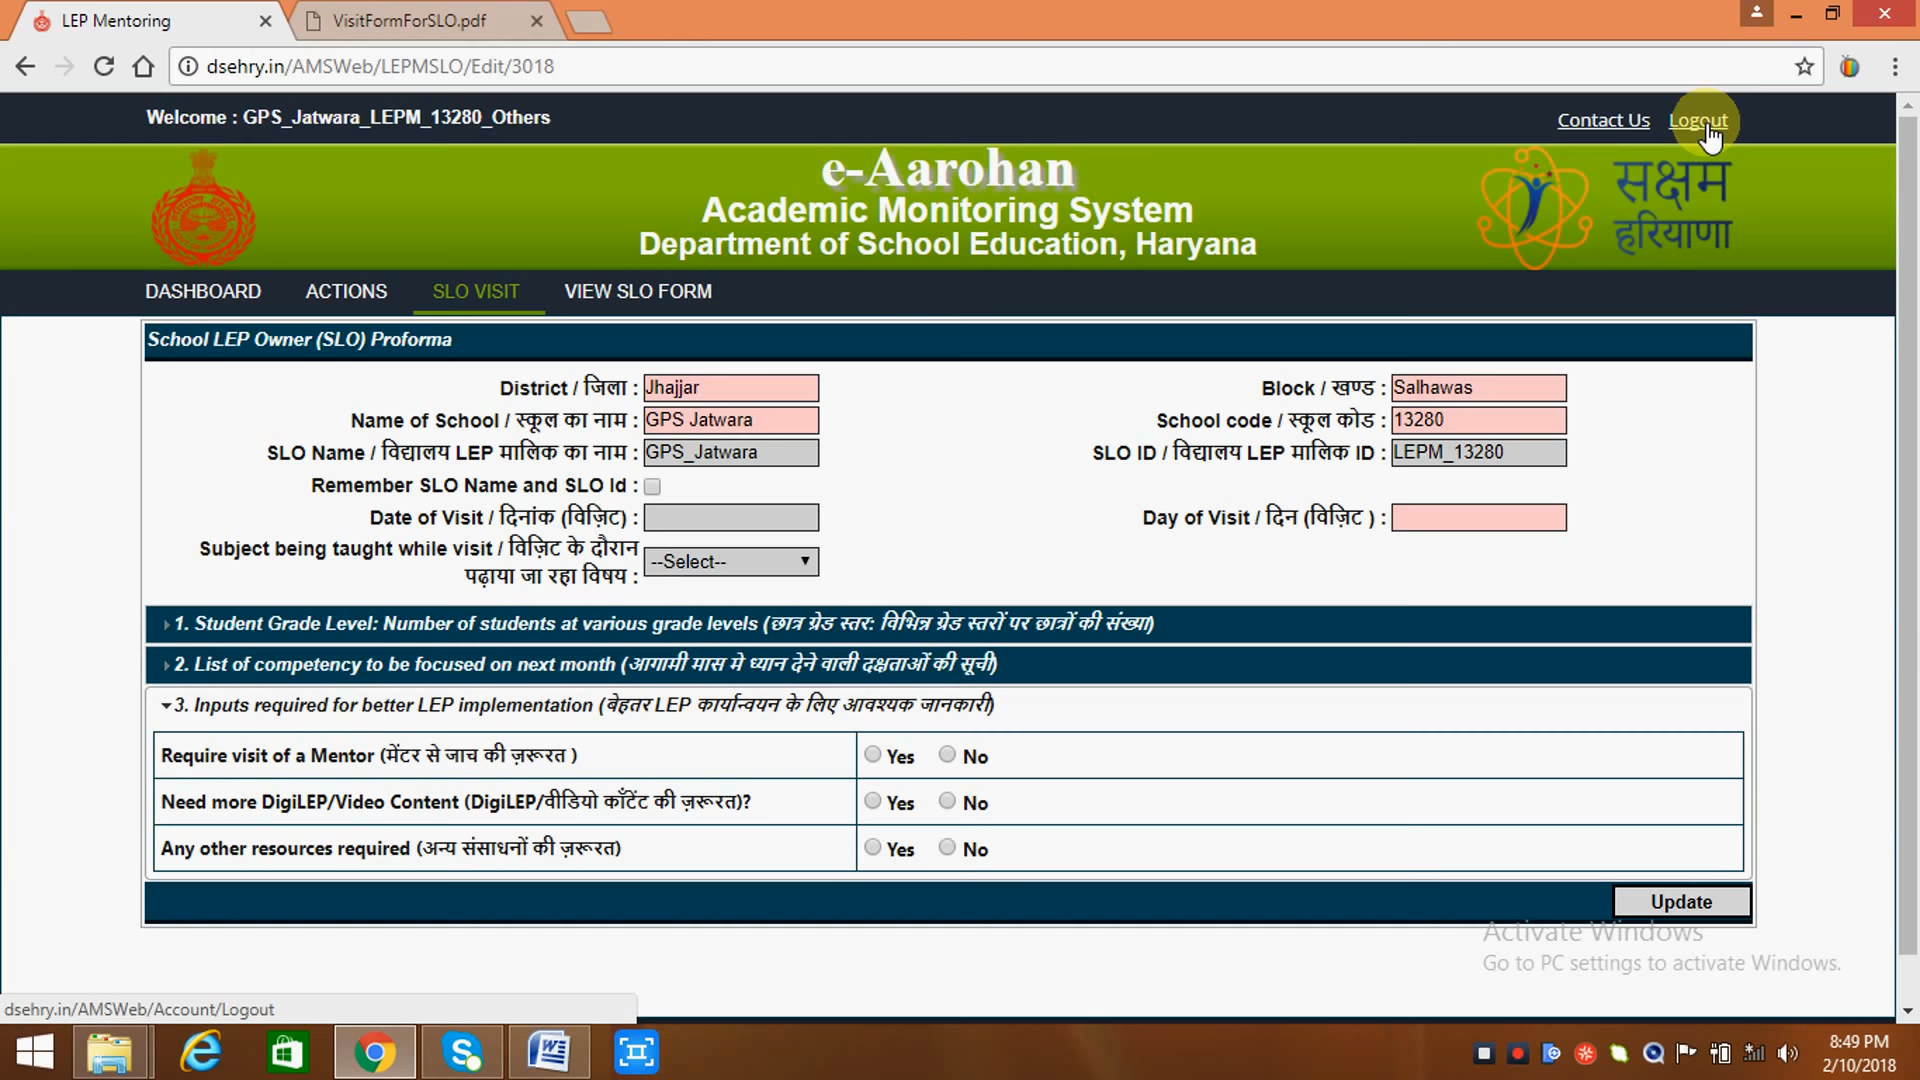 LEP Mentoring
VisitFormForSLO.pdf
dsehry.in/AMSWeb/LEPMSLO/Edit/3018
Welcome : GPS_Jatwara_LEPM_13280_Others
Contact Us
Logout
e-Aarohan
Academic Monitoring System
Department of School Education, Haryana
सक्षम
हरियाणा
DASHBOARD
ACTIONS
SLO VISIT
VIEW SLO FORM
School LEP Owner (SLO) Proforma
District / जिला : Jhajjar
Block / खण्ड : Salhawas
Name of School / स्कूल का नाम : GPS Jatwara
School code / स्कूल कोड : 13280
SLO Name / विद्यालय LEP मालिक का नाम : GPS_Jatwara
SLO ID / विद्यालय LEP मालिक ID : LEPM_13280
Remember SLO Name and SLO Id :
Date of Visit / दिनांक (विज़िट) :
Day of Visit / दिन (विज़िट ) :
Subject being taught while visit / विज़िट के दौरान
पढ़ाया जा रहा विषय :
--Select--
1. Student Grade Level: Number of students at various grade levels (छात्र ग्रेड स्तर: विभिन्न ग्रेड स्तरों पर छात्रों की संख्या)
2. List of competency to be focused on next month (आगामी मास मे ध्यान देने वाली दक्षताओं की सूची)
3. Inputs required for better LEP implementation (बेहतर LEP कार्यान्वयन के लिए आवश्यक जानकारी)
Require visit of a Mentor (मेंटर से जाच की ज़रूरत )
Yes No
Need more DigiLEP/Video Content (DigiLEP/वीडियो कॉंटेंट की ज़रूरत)?
Yes No
Any other resources required (अन्य संसाधनों की ज़रूरत)
Yes No
Update
Activate Windows
Go to PC settings to activate Windows.
dsehry.in/AMSWeb/Account/Logout
8:49 PM
2/10/2018